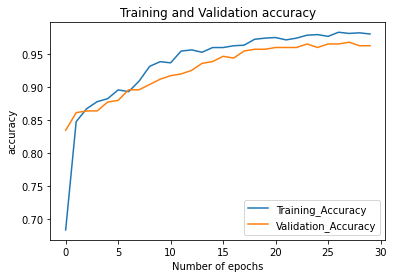 Training and Validation accuracy
accuracy
0.95
0.90
0.85
0.80
0.75
0.70
Training_Accuracy
Validation_Accuracy
0 5 10 15 20 25 30
Number of epochs